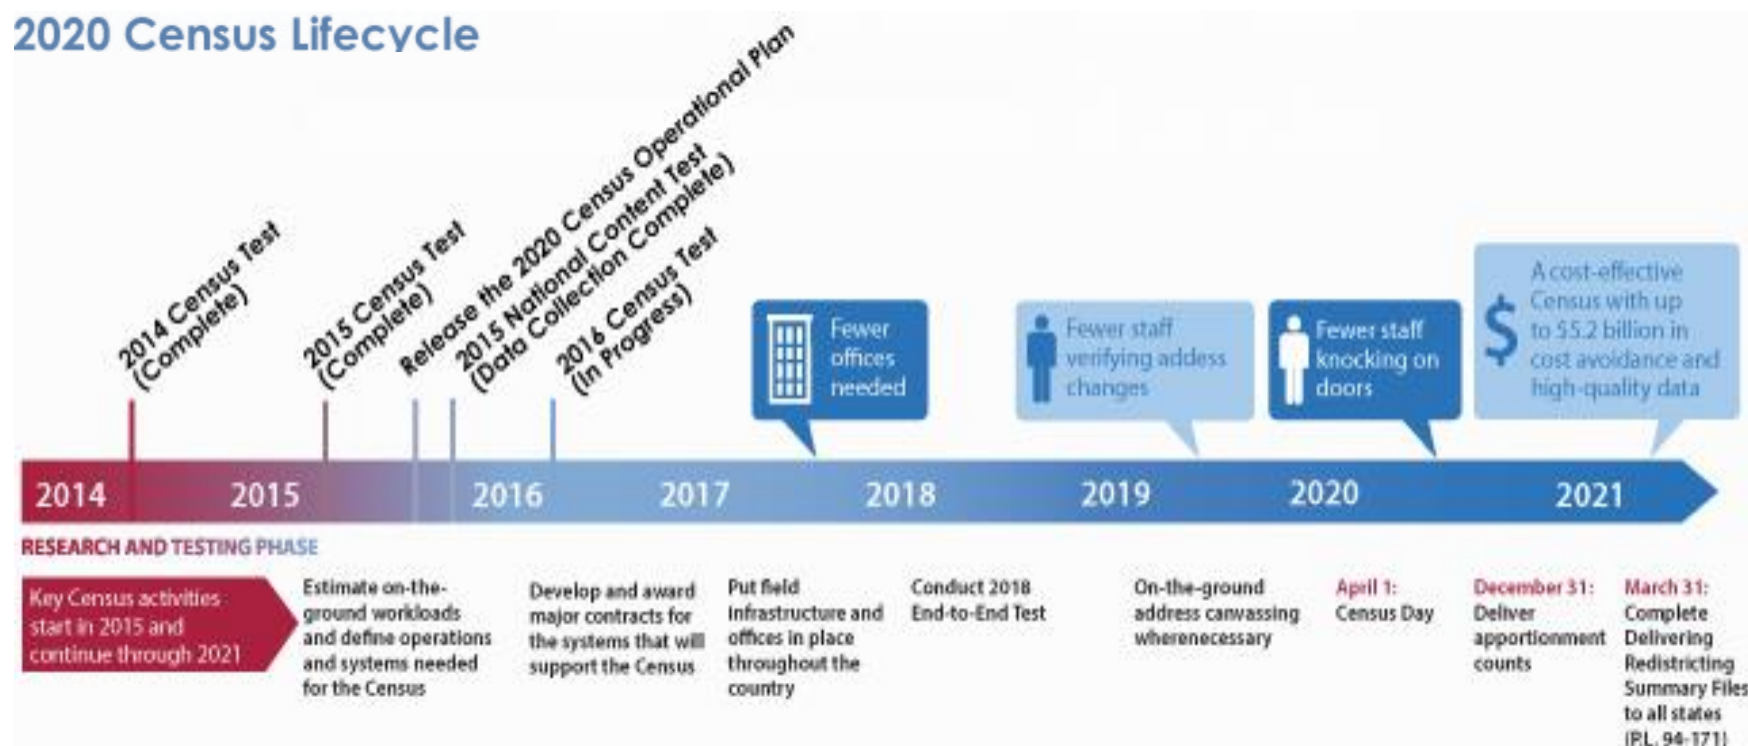 2020 Census Lifecycle
2014 Census Test
(Complete)
2015 Census Test
(Complete)
Release the 2020 Census Operational Plan
2015 National Content Test
(Data Collection Complete)
2016 Census Test
(In Progress)
Fewer
offices
needed
Fewer staff
verifying addess
changes
Fewer staff
knocking on
doors
$
A cost-effective
Census with up
to $5.2 billion in
cost avoidance and
high-quality data
2014
2015
2016
2017
2018
2019
2020
2021
RESEARCH AND TESTING PHASE
Key Census activities
start in 2015 and
continue through 2021
Estimate on-the-
ground workloads
and define operations
and systems needed
for the Census
Develop and award
major contracts for
the systems that will
support the Census
Put field
Infrastructure and
offices in place
throughout the
country
Conduct 2018
End-to-End Test
On-the-ground
address canvassing
wherenecessary
April 1:
Census Day
December 31:
Deliver
apportionment
counts
March 31:
Complete
Delivering
Redistricting
Summary Files
to all states
(P.L. 94-171)